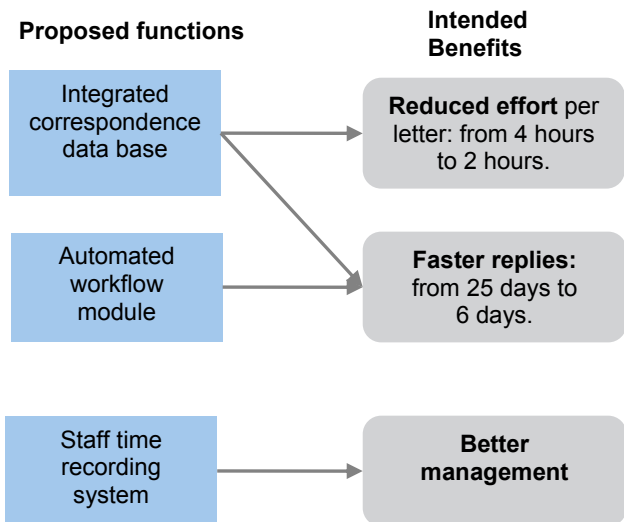 Proposed functions
Intended
Benefits
Integrated
correspondence
data base
Reduced effort per
letter: from 4 hours
to 2 hours.
Automated
workflow
module
Faster replies:
from 25 days to
6 days.
Staff time
recording
system
Better
management